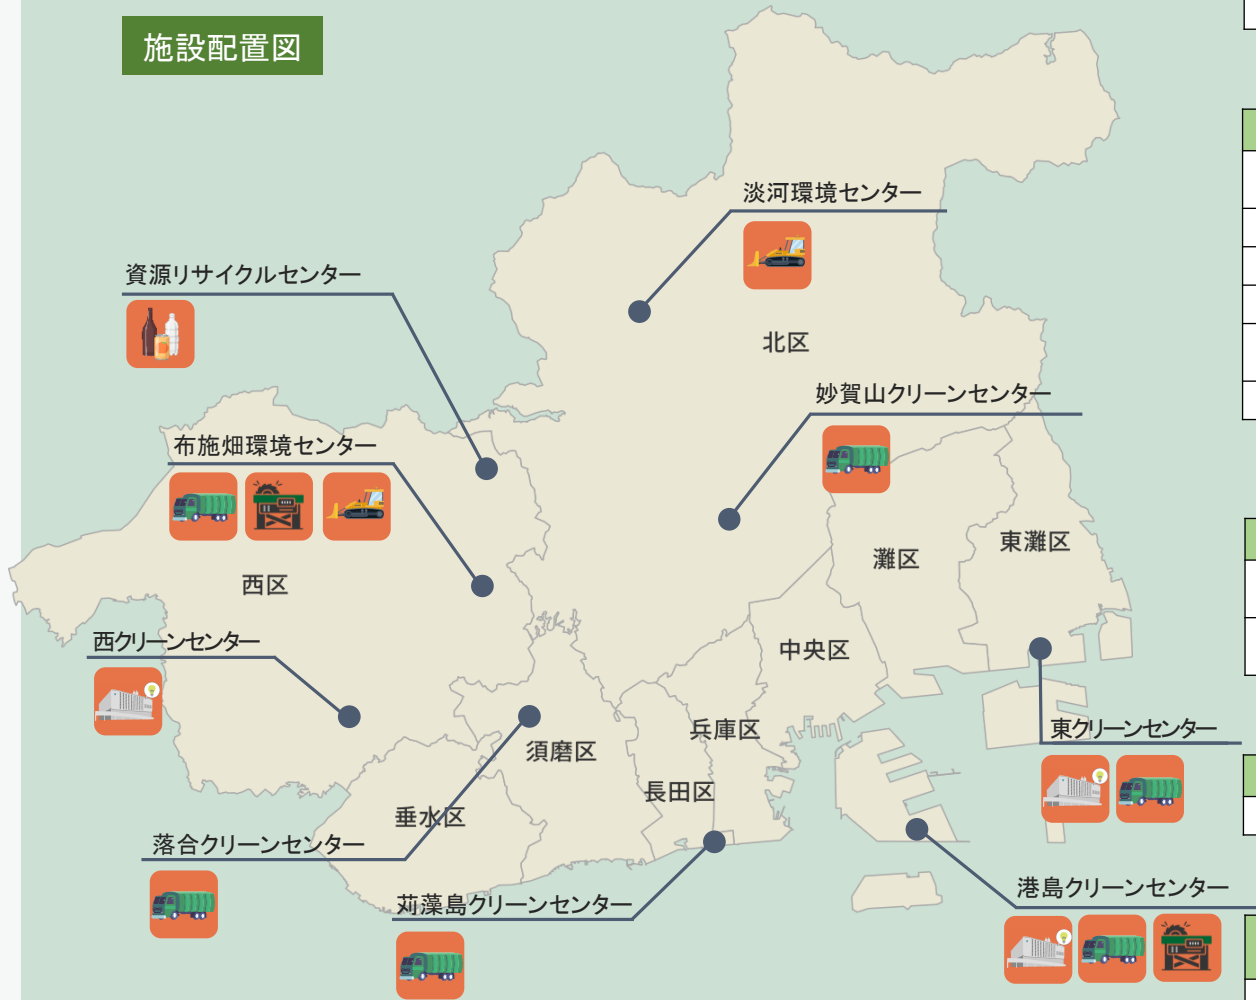 施設配置図
淡河環境センター
資源リサイクルセンター
北区
妙賀山クリーンセンター
布施畑環境センター
東灘区
灘区
西区
西クリーンセンター
中央区
兵庫区
東クリーンセンター
須磨区
長田区
垂水区
落合クリーンセンター
港島クリーンセンター
苅藻島クリーンセンター